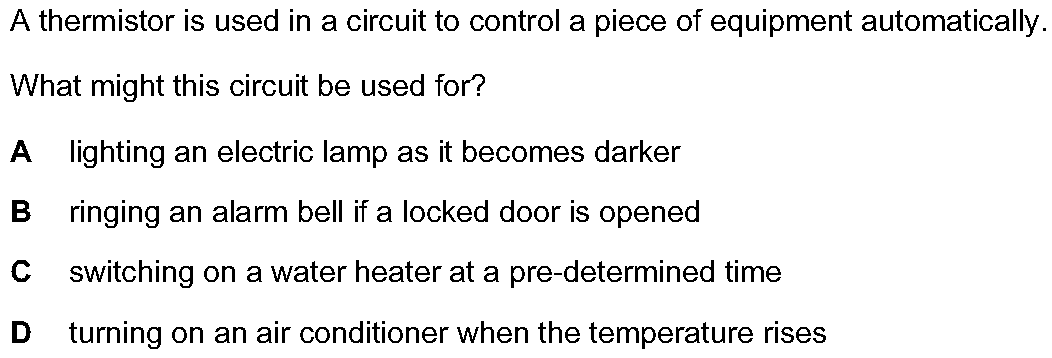 A thermistor is used in a circuit to control a piece of equipment automatically.
What might this circuit be used for?
A lighting an electric lamp as it becomes darker
B ringing an alarm bell if a locked door is opened
C switching on a water heater at a pre-determined time
D turning on an air conditioner when the temperature rises